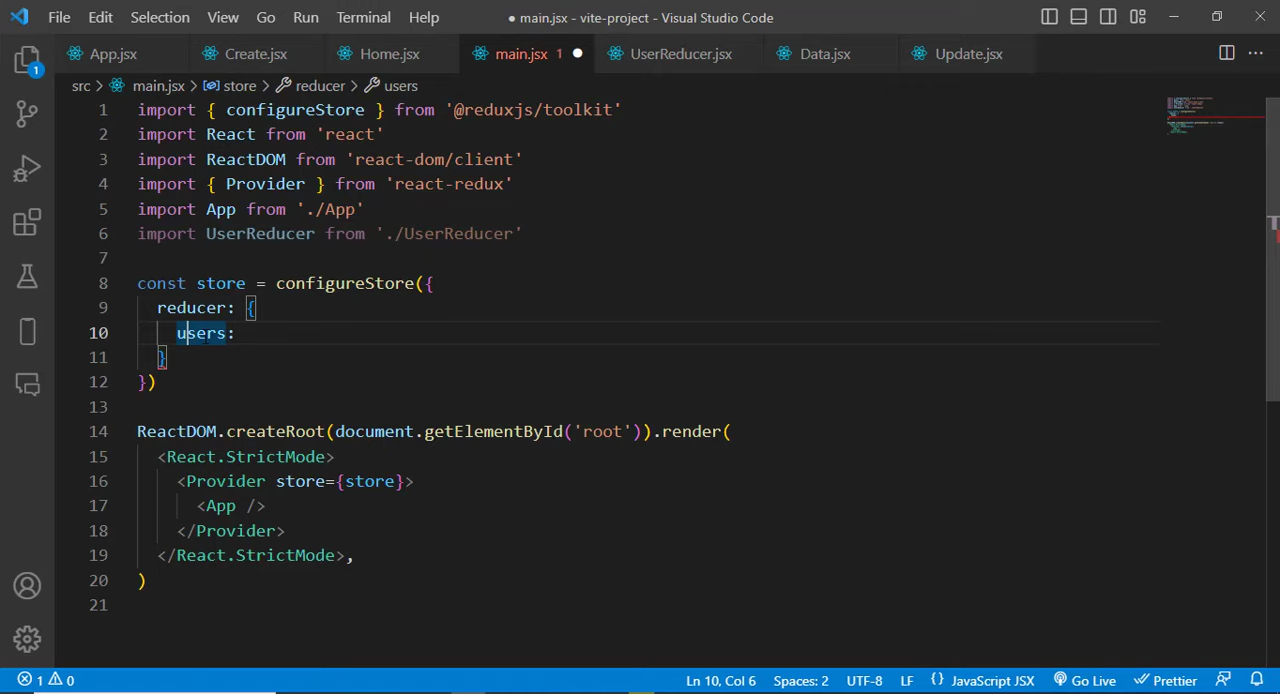 File Edit Selection View Go Run Terminal Help ● main.jsx - vite-project - Visual Studio Code
App.jsx Create.jsx Home.jsx main.jsx 1 ● UserReducer.jsx Data.jsx Update.jsx
1
src > main.jsx > store > reducer > users
1 import { configureStore } from '@reduxjs/toolkit'
2 import React from 'react'
3 import ReactDOM from 'react-dom/client'
4 import { Provider } from 'react-redux'
5 import App from './App'
6 import UserReducer from './UserReducer'
7
8 const store = configureStore({
9 reducer: {
10 users:
11 }
12 })
13
14 ReactDOM.createRoot(document.getElementById('root')).render(
15 <React.StrictMode>
16 <Provider store={store}>
17 <App />
18 </Provider>
19 </React.StrictMode>,
20 )
21
1 0 Ln 10, Col 6 Spaces: 2 UTF-8 LF {} JavaScript JSX Go Live Prettier